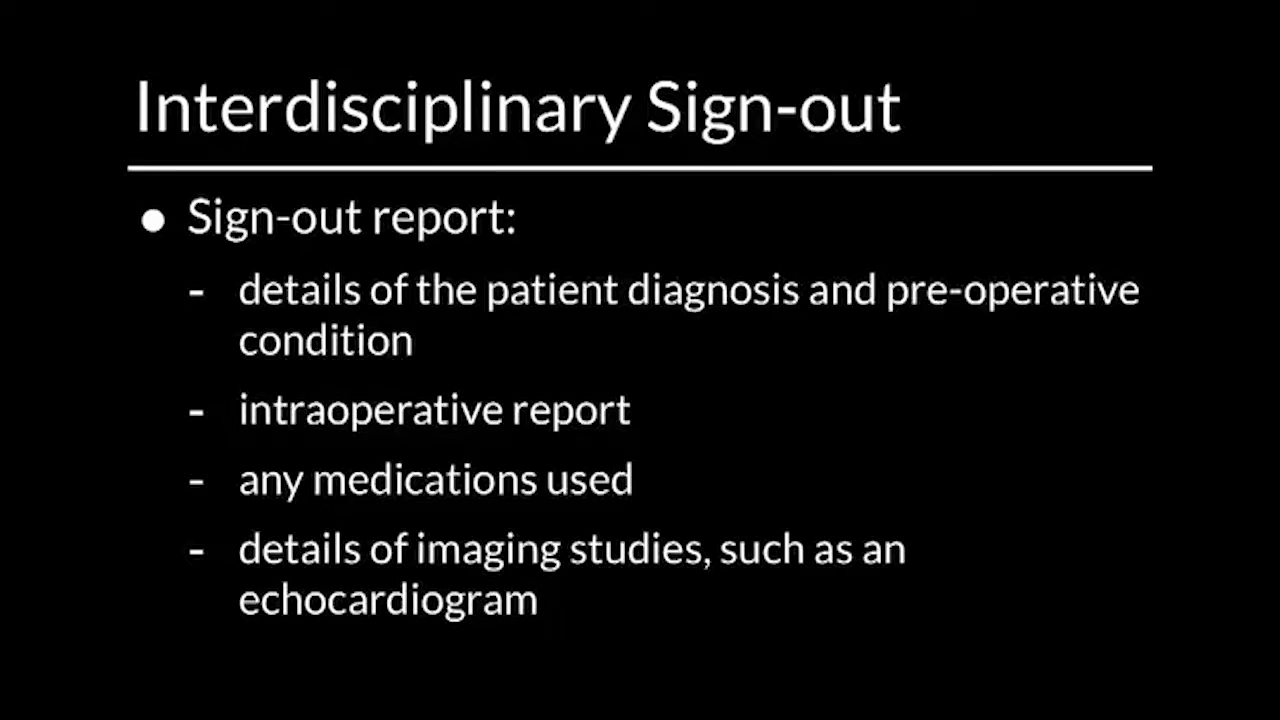 Interdisciplinary Sign-out
● Sign-out report:
- details of the patient diagnosis and pre-operative
condition
- intraoperative report
- any medications used
- details of imaging studies, such as an
echocardiogram